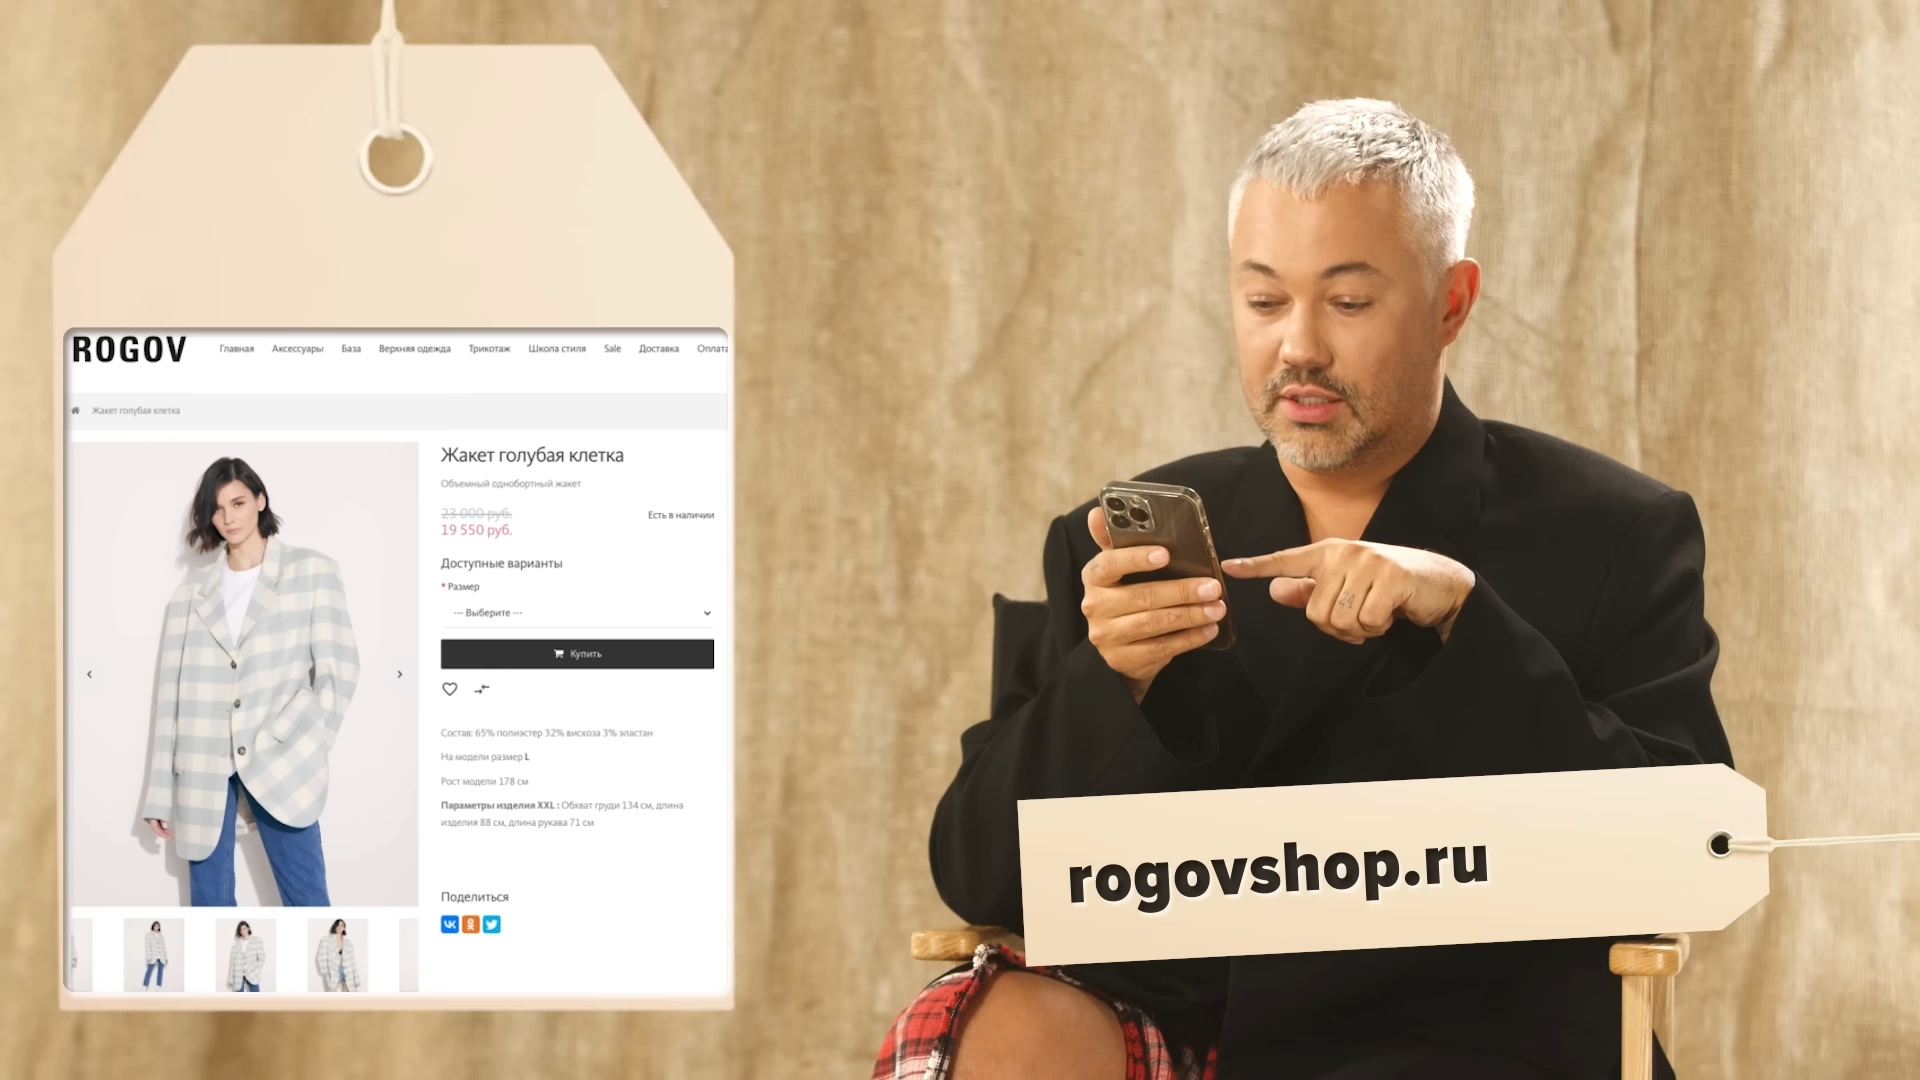 ROGOV
Главная Аксессуары База Верхняя одежда Трикотаж Школа стиля Sale Доставка Оплата
Жакет голубая клетка
Жакет голубая клетка
Объемный однобортный жакет
23 000 руб.
19 550 руб.
Есть в наличии
Доступные варианты
* Размер
--- Выберите ---
Купить
Состав: 65% полиэстер 32% вискоза 3% эластан
На модели размер L
Рост модели 178 см
Параметры изделия XXL : Обхват груди 134 см, длина
изделия 88 см, длина рукава 71 см
Поделиться
24
rogovshop.ru